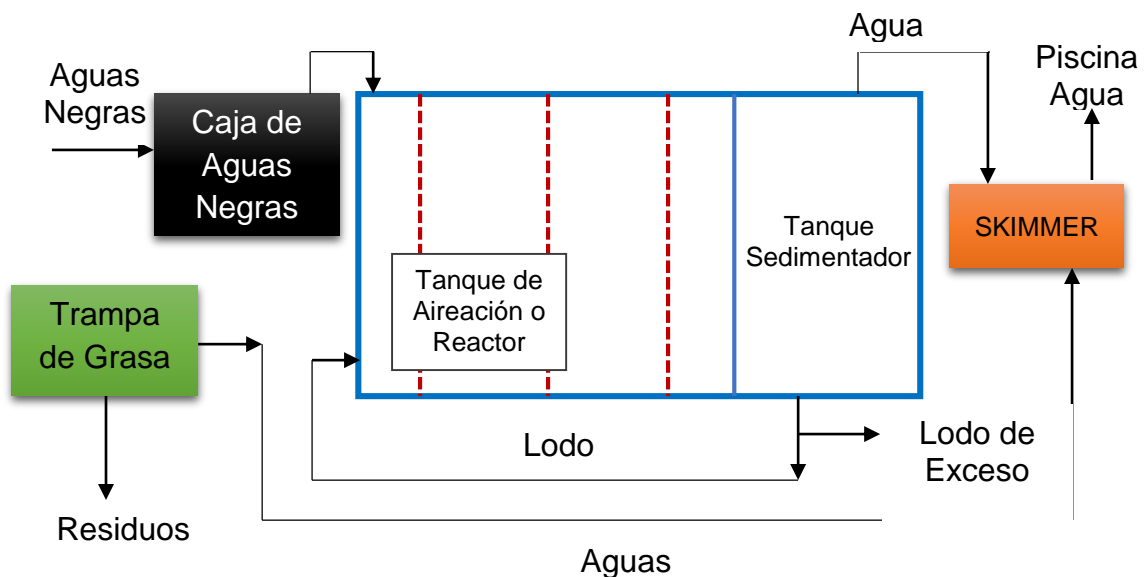 Agua
Piscina
Agua
Aguas
Negras
Caja de
Aguas
Negras
Tanque
Sedimentador
SKIMMER
Tanque de
Aireación o
Reactor
Trampa
de Grasa
Lodo
Lodo de
Exceso
Residuos
Aguas